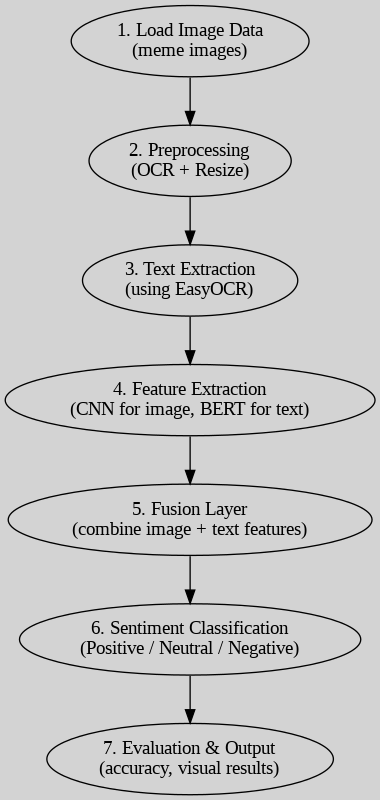 1. Load Image Data
(meme images)
2. Preprocessing
(OCR + Resize)
3. Text Extraction
(using EasyOCR)
4. Feature Extraction
(CNN for image, BERT for text)
5. Fusion Layer
(combine image + text features)
6. Sentiment Classification
(Positive / Neutral / Negative)
7. Evaluation & Output
(accuracy, visual results)